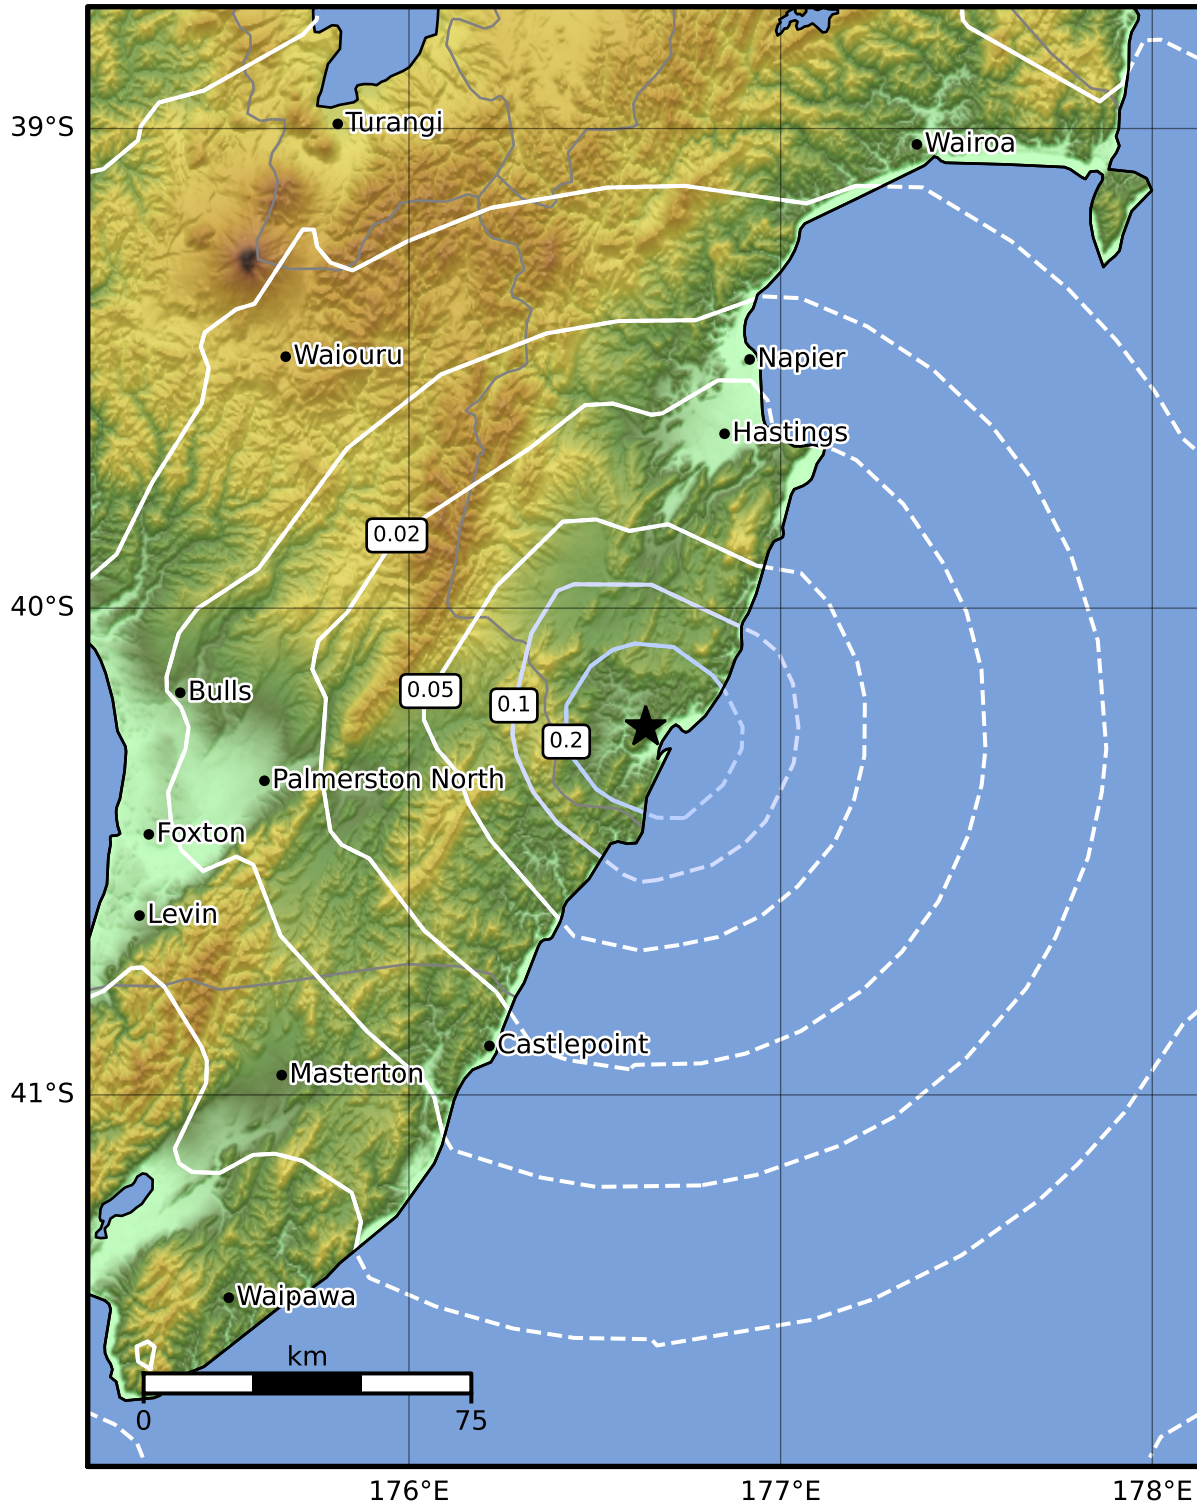 Turangi
39°S
Wairoa
Waiouru
Napier
Hastings
0.02
40°S
Bulls
0.05
0.1
0.2
Palmerston North
Foxton
Levin
Castlepoint
Masterton
41°S
Waipawa
km
0 75
176°E 177°E 178°E